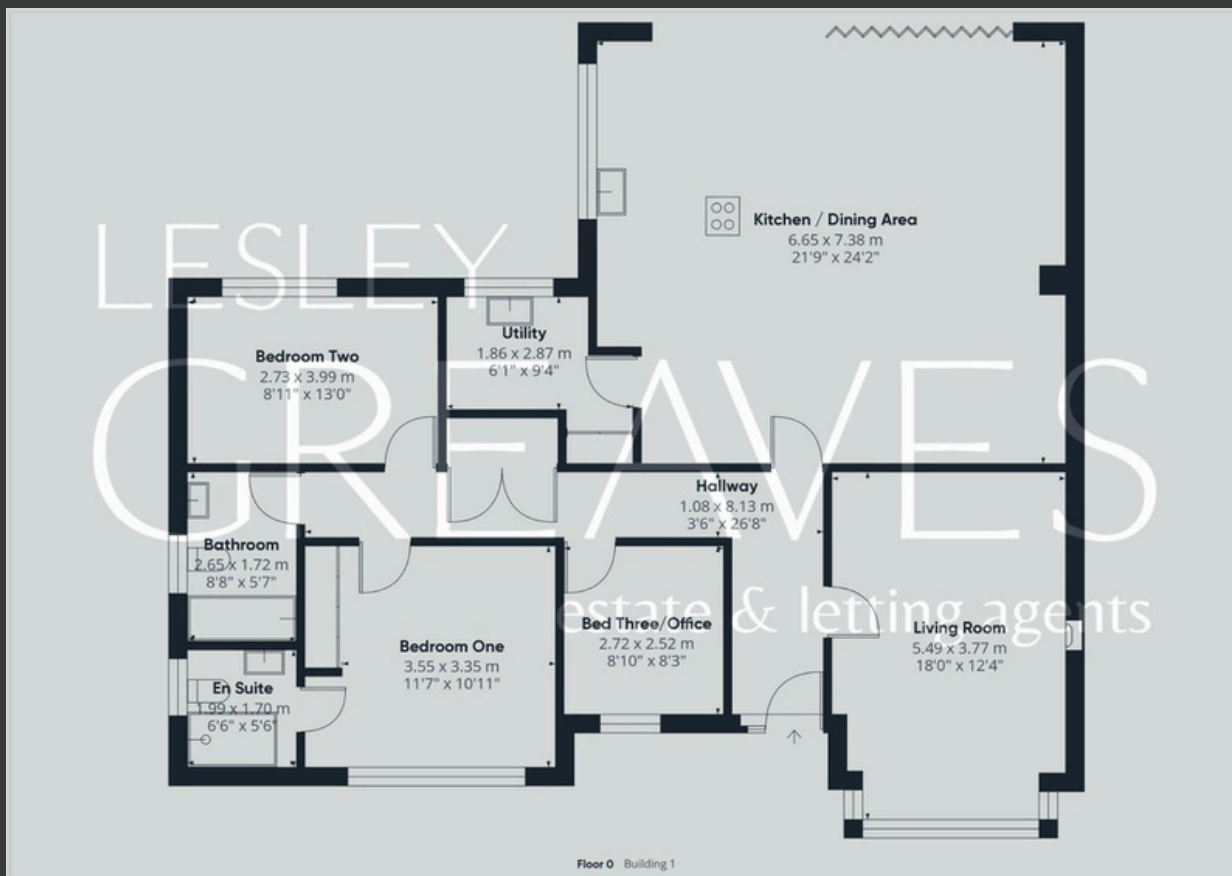 LESLEY
GREAVES
estate & letting agents
Kitchen / Dining Area
6.65 x 7.38 m
21'9" x 24'2"
Utility
1.86 x 2.87 m
6'1" x 9'4"
Bedroom Two
2.73 x 3.99 m
8'11" x 13'0"
Hallway
1.08 x 8.13 m
3'6" x 26'8"
Bathroom
2.65 x 1.72 m
8'8" x 5'7"
Bedroom One
3.55 x 3.35 m
11'7" x 10'11"
Bed Three/Office
2.72 x 2.52 m
8'10" x 8'3"
Living Room
5.49 x 3.77 m
18'0" x 12'4"
En Suite
1.99 x 1.70 m
6'6" x 5'6"
Floor 0 Building 1